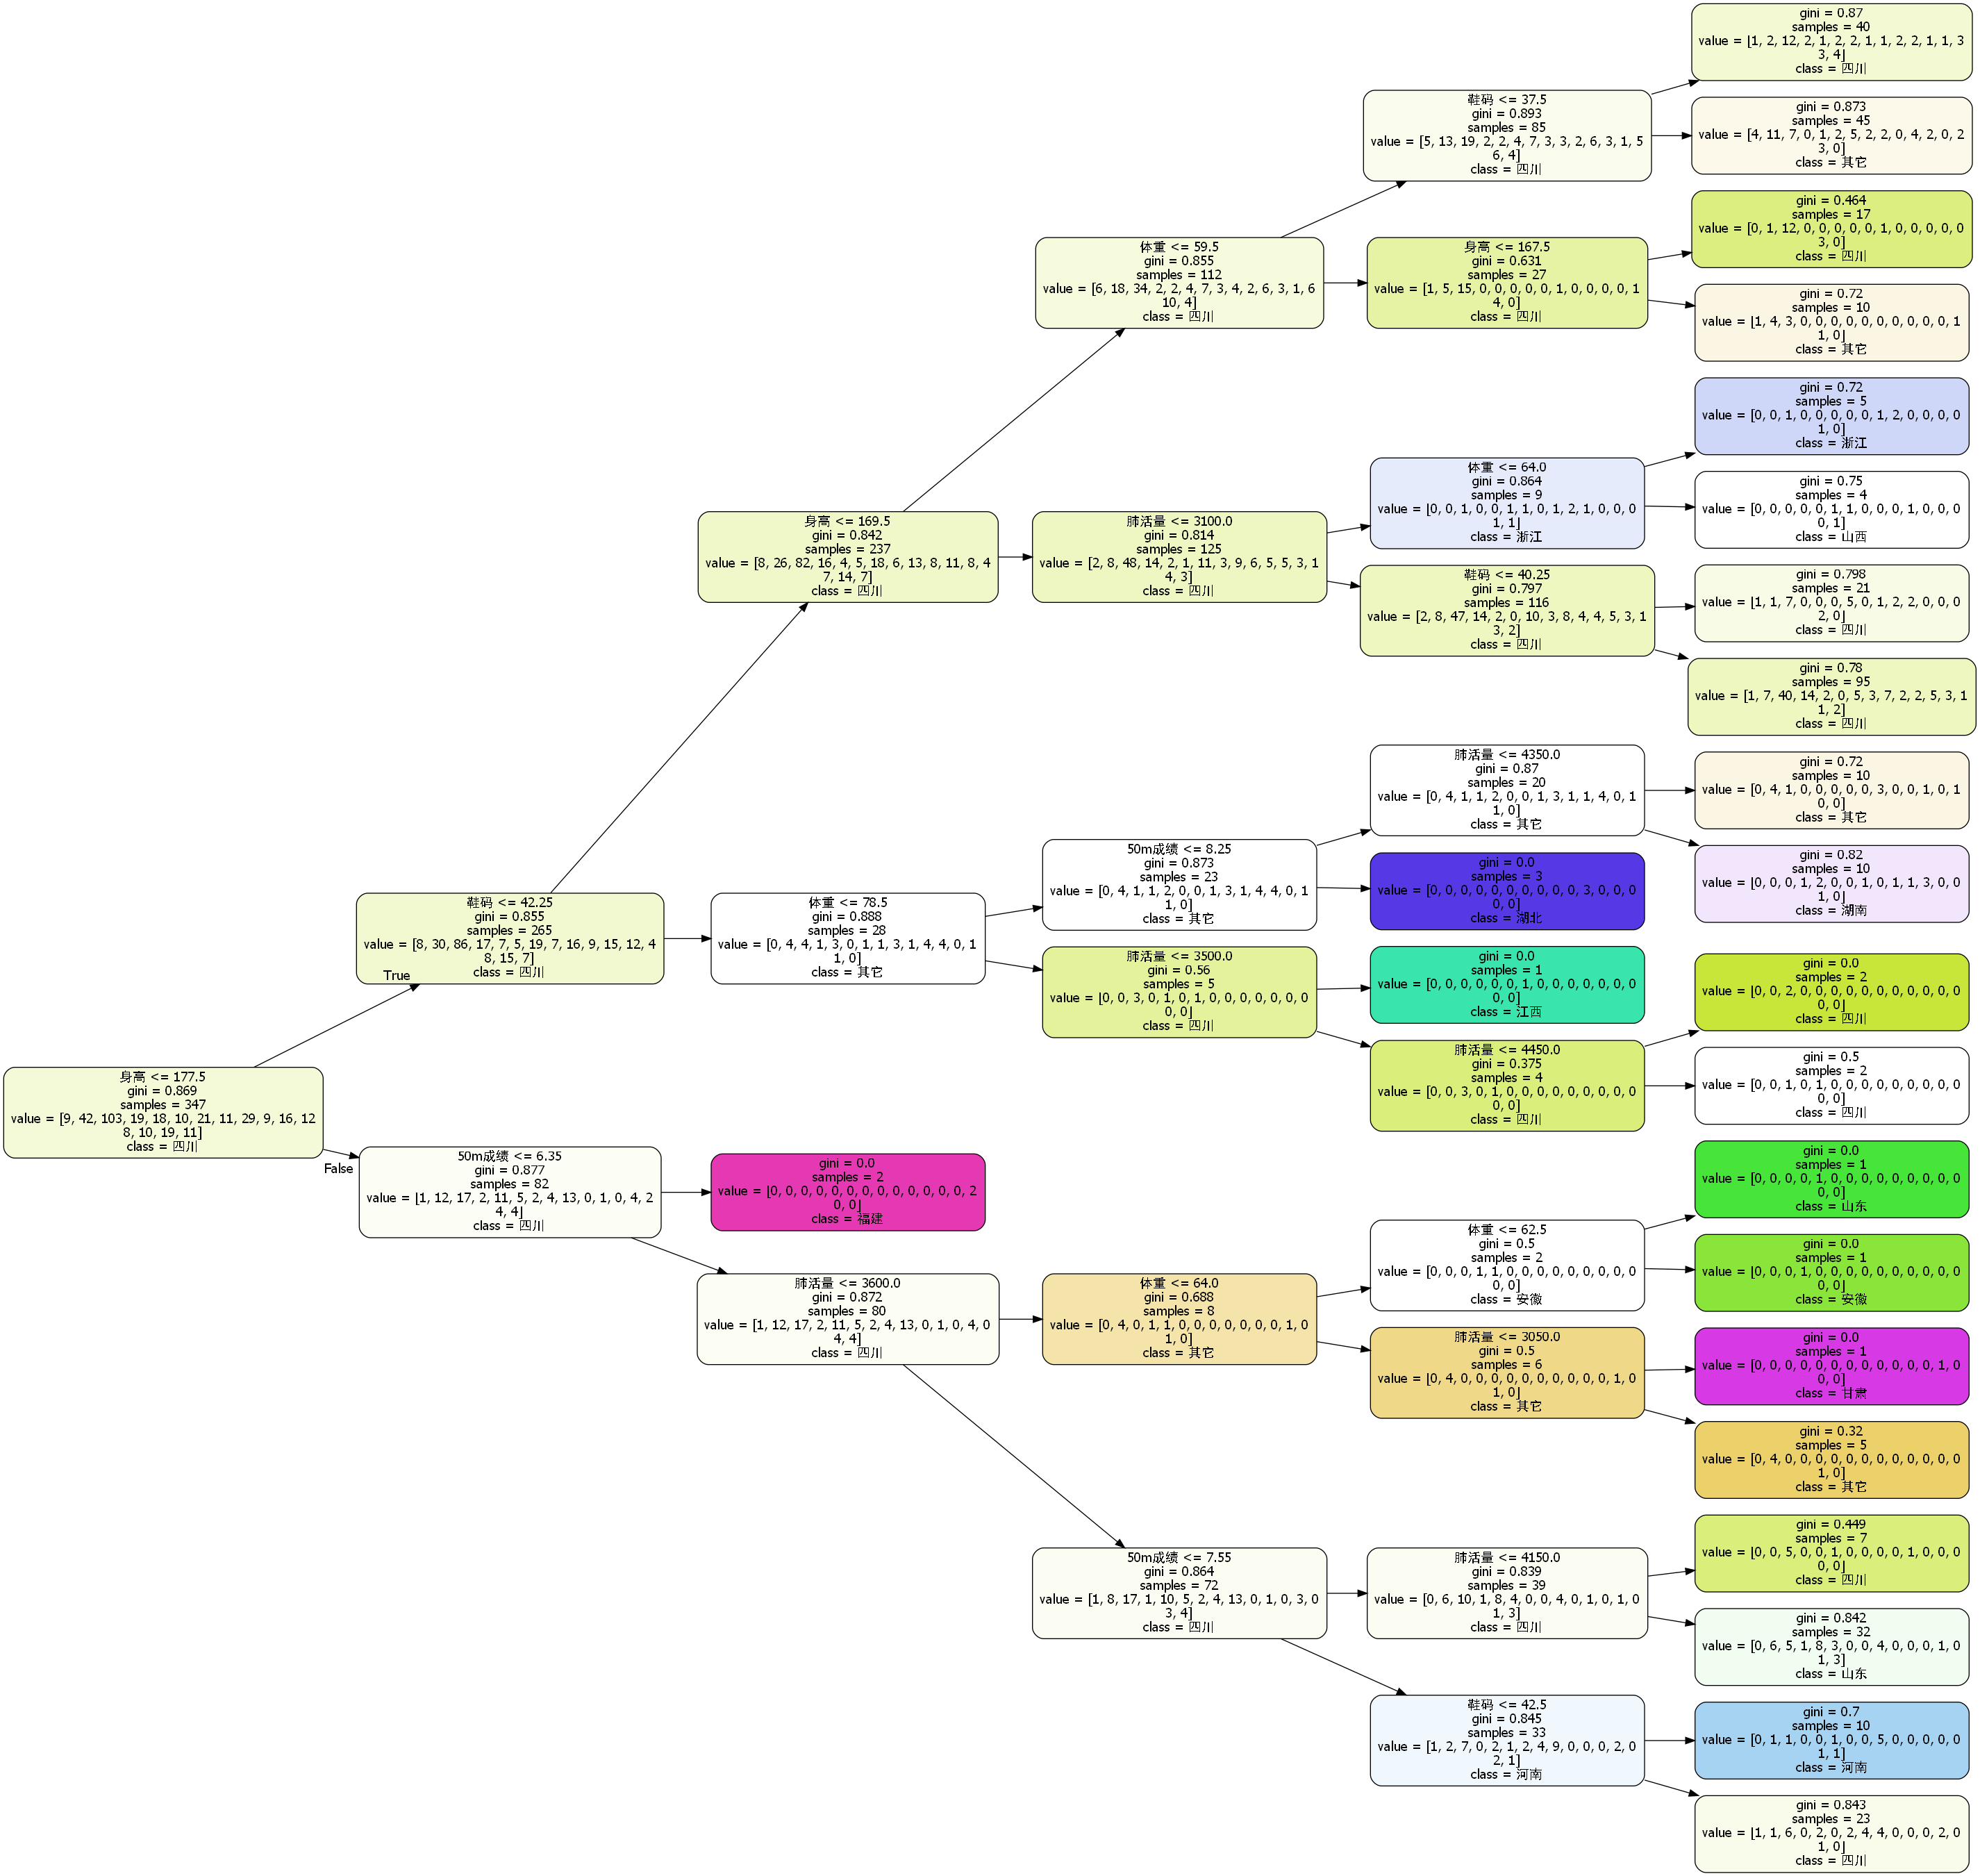 身高 <= 177.5
gini = 0.869
samples = 347
value = [9, 42, 103, 19, 18, 10, 21, 11, 29, 9, 16, 12
8, 10, 19, 11]
class = 四川
True
False
鞋码 <= 42.25
gini = 0.855
samples = 265
value = [8, 30, 86, 17, 7, 5, 19, 7, 16, 9, 15, 12, 4
8, 15, 7]
class = 四川
50m成绩 <= 6.35
gini = 0.877
samples = 82
value = [1, 12, 17, 2, 11, 5, 2, 4, 13, 0, 1, 0, 4, 2
4, 4]
class = 四川
身高 <= 169.5
gini = 0.842
samples = 237
value = [8, 26, 82, 16, 4, 5, 18, 6, 13, 8, 11, 8, 4
7, 14, 7]
class = 四川
体重 <= 78.5
gini = 0.888
samples = 28
value = [0, 4, 4, 1, 3, 0, 1, 1, 3, 1, 4, 4, 0, 1
1, 0]
class = 其它
gini = 0.0
samples = 2
value = [0, 0, 0, 0, 0, 0, 0, 0, 0, 0, 0, 0, 0, 2
0, 0]
class = 福建
肺活量 <= 3600.0
gini = 0.872
samples = 80
value = [1, 12, 17, 2, 11, 5, 2, 4, 13, 0, 1, 0, 4, 0
4, 4]
class = 四川
体重 <= 59.5
gini = 0.855
samples = 112
value = [6, 18, 34, 2, 2, 4, 7, 3, 4, 2, 6, 3, 1, 6
10, 4]
class = 四川
肺活量 <= 3100.0
gini = 0.814
samples = 125
value = [2, 8, 48, 14, 2, 1, 11, 3, 9, 6, 5, 5, 3, 1
4, 3]
class = 四川
50m成绩 <= 8.25
gini = 0.873
samples = 23
value = [0, 4, 1, 1, 2, 0, 0, 1, 3, 1, 4, 4, 0, 1
1, 0]
class = 其它
肺活量 <= 3500.0
gini = 0.56
samples = 5
value = [0, 0, 3, 0, 1, 0, 1, 0, 0, 0, 0, 0, 0, 0
0, 0]
class = 四川
体重 <= 64.0
gini = 0.688
samples = 8
value = [0, 4, 0, 1, 1, 0, 0, 0, 0, 0, 0, 0, 1, 0
1, 0]
class = 其它
50m成绩 <= 7.55
gini = 0.864
samples = 72
value = [1, 8, 17, 1, 10, 5, 2, 4, 13, 0, 1, 0, 3, 0
3, 4]
class = 四川
鞋码 <= 37.5
gini = 0.893
samples = 85
value = [5, 13, 19, 2, 2, 4, 7, 3, 3, 2, 6, 3, 1, 5
6, 4]
class = 四川
身高 <= 167.5
gini = 0.631
samples = 27
value = [1, 5, 15, 0, 0, 0, 0, 0, 1, 0, 0, 0, 0, 1
4, 0]
class = 四川
体重 <= 64.0
gini = 0.864
samples = 9
value = [0, 0, 1, 0, 0, 1, 1, 0, 1, 2, 1, 0, 0, 0
1, 1]
class = 浙江
鞋码 <= 40.25
gini = 0.797
samples = 116
value = [2, 8, 47, 14, 2, 0, 10, 3, 8, 4, 4, 5, 3, 1
3, 2]
class = 四川
肺活量 <= 4350.0
gini = 0.87
samples = 20
value = [0, 4, 1, 1, 2, 0, 0, 1, 3, 1, 1, 4, 0, 1
1, 0]
class = 其它
gini = 0.0
samples = 3
value = [0, 0, 0, 0, 0, 0, 0, 0, 0, 0, 3, 0, 0, 0
0, 0]
class = 湖北
gini = 0.0
samples = 1
value = [0, 0, 0, 0, 0, 0, 1, 0, 0, 0, 0, 0, 0, 0
0, 0]
class = 江西
肺活量 <= 4450.0
gini = 0.375
samples = 4
value = [0, 0, 3, 0, 1, 0, 0, 0, 0, 0, 0, 0, 0, 0
0, 0]
class = 四川
体重 <= 62.5
gini = 0.5
samples = 2
value = [0, 0, 0, 1, 1, 0, 0, 0, 0, 0, 0, 0, 0, 0
0, 0]
class = 安徽
肺活量 <= 3050.0
gini = 0.5
samples = 6
value = [0, 4, 0, 0, 0, 0, 0, 0, 0, 0, 0, 0, 1, 0
1, 0]
class = 其它
肺活量 <= 4150.0
gini = 0.839
samples = 39
value = [0, 6, 10, 1, 8, 4, 0, 0, 4, 0, 1, 0, 1, 0
1, 3]
class = 四川
鞋码 <= 42.5
gini = 0.845
samples = 33
value = [1, 2, 7, 0, 2, 1, 2, 4, 9, 0, 0, 0, 2, 0
2, 1]
class = 河南
gini = 0.87
samples = 40
value = [1, 2, 12, 2, 1, 2, 2, 1, 1, 2, 2, 1, 1, 3
3, 4]
class = 四川
gini = 0.873
samples = 45
value = [4, 11, 7, 0, 1, 2, 5, 2, 2, 0, 4, 2, 0, 2
3, 0]
class = 其它
gini = 0.464
samples = 17
value = [0, 1, 12, 0, 0, 0, 0, 0, 1, 0, 0, 0, 0, 0
3, 0]
class = 四川
gini = 0.72
samples = 10
value = [1, 4, 3, 0, 0, 0, 0, 0, 0, 0, 0, 0, 0, 1
1, 0]
class = 其它
gini = 0.72
samples = 5
value = [0, 0, 1, 0, 0, 0, 0, 0, 1, 2, 0, 0, 0, 0
1, 0]
class = 浙江
gini = 0.75
samples = 4
value = [0, 0, 0, 0, 0, 1, 1, 0, 0, 0, 1, 0, 0, 0
0, 1]
class = 山西
gini = 0.798
samples = 21
value = [1, 1, 7, 0, 0, 0, 5, 0, 1, 2, 2, 0, 0, 0
2, 0]
class = 四川
gini = 0.78
samples = 95
value = [1, 7, 40, 14, 2, 0, 5, 3, 7, 2, 2, 5, 3, 1
1, 2]
class = 四川
gini = 0.72
samples = 10
value = [0, 4, 1, 0, 0, 0, 0, 0, 3, 0, 0, 1, 0, 1
0, 0]
class = 其它
gini = 0.82
samples = 10
value = [0, 0, 0, 1, 2, 0, 0, 1, 0, 1, 1, 3, 0, 0
1, 0]
class = 湖南
gini = 0.0
samples = 2
value = [0, 0, 2, 0, 0, 0, 0, 0, 0, 0, 0, 0, 0, 0
0, 0]
class = 四川
gini = 0.5
samples = 2
value = [0, 0, 1, 0, 1, 0, 0, 0, 0, 0, 0, 0, 0, 0
0, 0]
class = 四川
gini = 0.0
samples = 1
value = [0, 0, 0, 0, 1, 0, 0, 0, 0, 0, 0, 0, 0, 0
0, 0]
class = 山东
gini = 0.0
samples = 1
value = [0, 0, 0, 1, 0, 0, 0, 0, 0, 0, 0, 0, 0, 0
0, 0]
class = 安徽
gini = 0.0
samples = 1
value = [0, 0, 0, 0, 0, 0, 0, 0, 0, 0, 0, 0, 1, 0
0, 0]
class = 甘肃
gini = 0.32
samples = 5
value = [0, 4, 0, 0, 0, 0, 0, 0, 0, 0, 0, 0, 0, 0
1, 0]
class = 其它
gini = 0.449
samples = 7
value = [0, 0, 5, 0, 0, 1, 0, 0, 0, 0, 1, 0, 0, 0
0, 0]
class = 四川
gini = 0.842
samples = 32
value = [0, 6, 5, 1, 8, 3, 0, 0, 4, 0, 0, 0, 1, 0
1, 3]
class = 山东
gini = 0.7
samples = 10
value = [0, 1, 1, 0, 0, 1, 0, 0, 5, 0, 0, 0, 0, 0
1, 1]
class = 河南
gini = 0.843
samples = 23
value = [1, 1, 6, 0, 2, 0, 2, 4, 4, 0, 0, 0, 2, 0
1, 0]
class = 四川